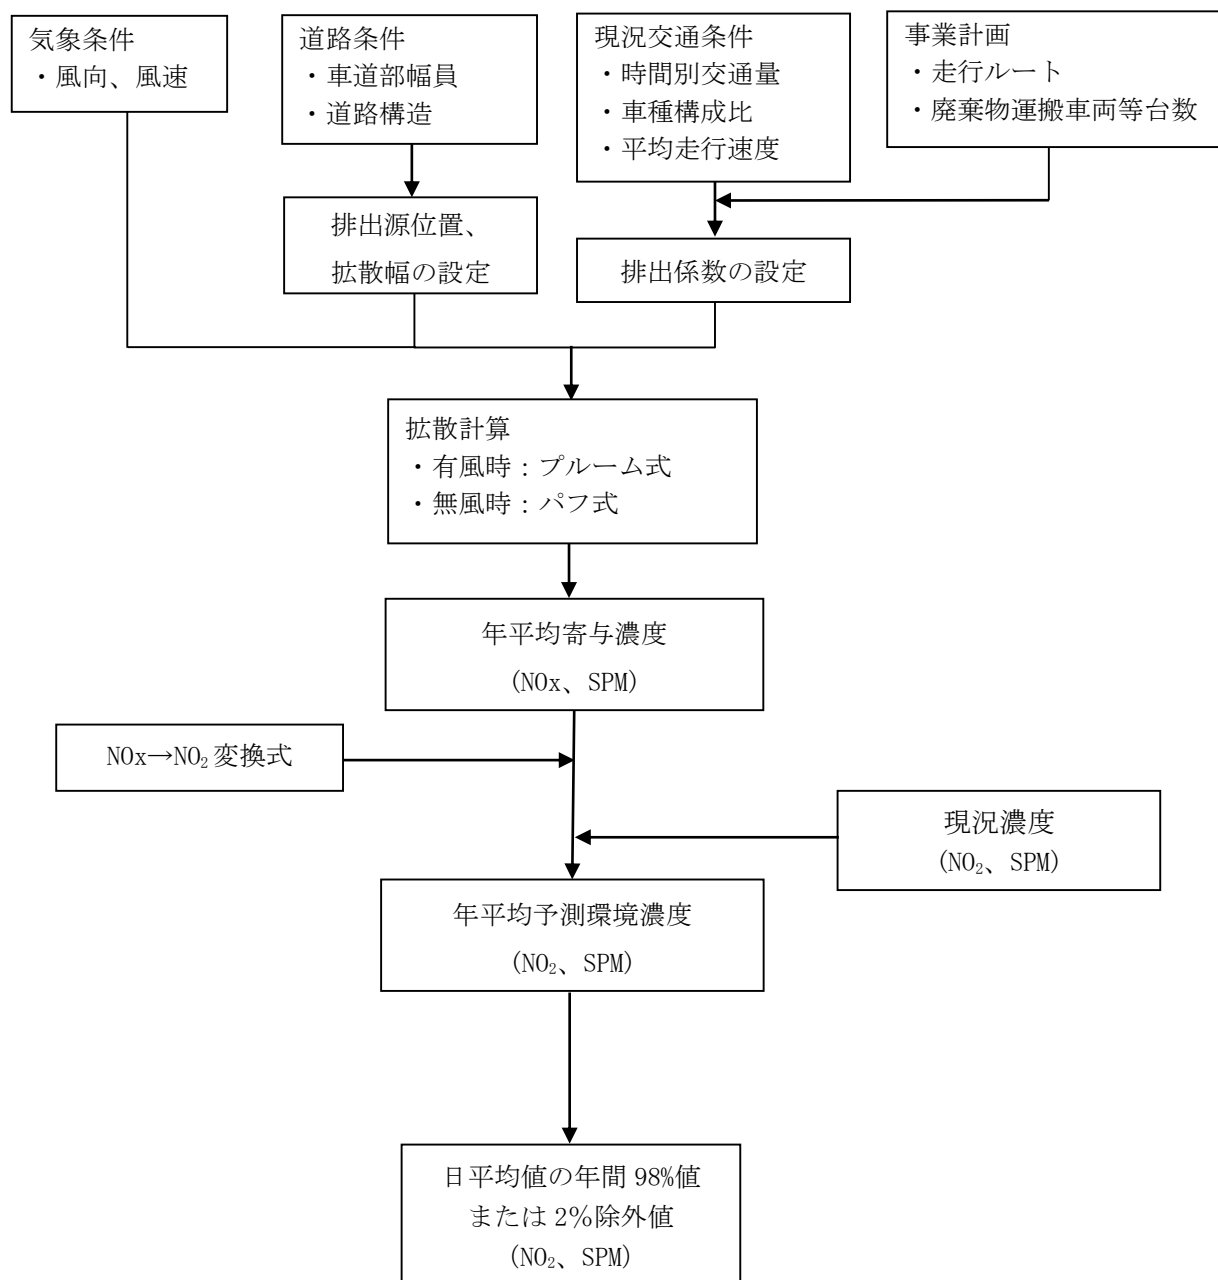 気象条件
・風向、風速
道路条件
・車道部幅員
・道路構造
現況交通条件
・時間別交通量
・車種構成比
・平均走行速度
事業計画
・走行ルート
・廃棄物運搬車両等台数
排出源位置、
拡散幅の設定
排出係数の設定
拡散計算
・有風時：プルーム式
・無風時：パフ式
年平均寄与濃度
(NOx、SPM)
NOx→NO₂変換式
現況濃度
(NO₂、SPM)
年平均予測環境濃度
(NO₂、SPM)
日平均値の年間 98%値
または 2％除外値
(NO₂、SPM)